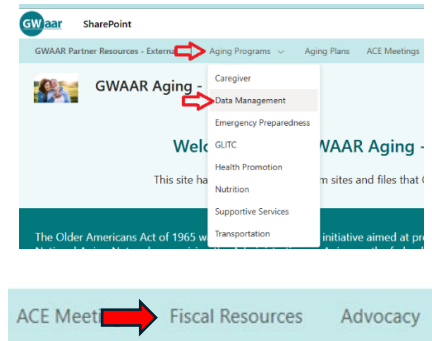 GWaar SharePoint
GWAAR Partner Resources - Externa Aging Programs Aging Plans ACE Meetings
GWAAR Aging -
Caregiver
Data Management
Emergency Preparedness
GLITC
Health Promotion
Nutrition
Supportive Services
Transportation
Welc WAAR Aging -
This site ha m sites and files that
The Older Americans Act of 1965 w initiative aimed at pr
ACE Meeti Fiscal Resources Advocacy